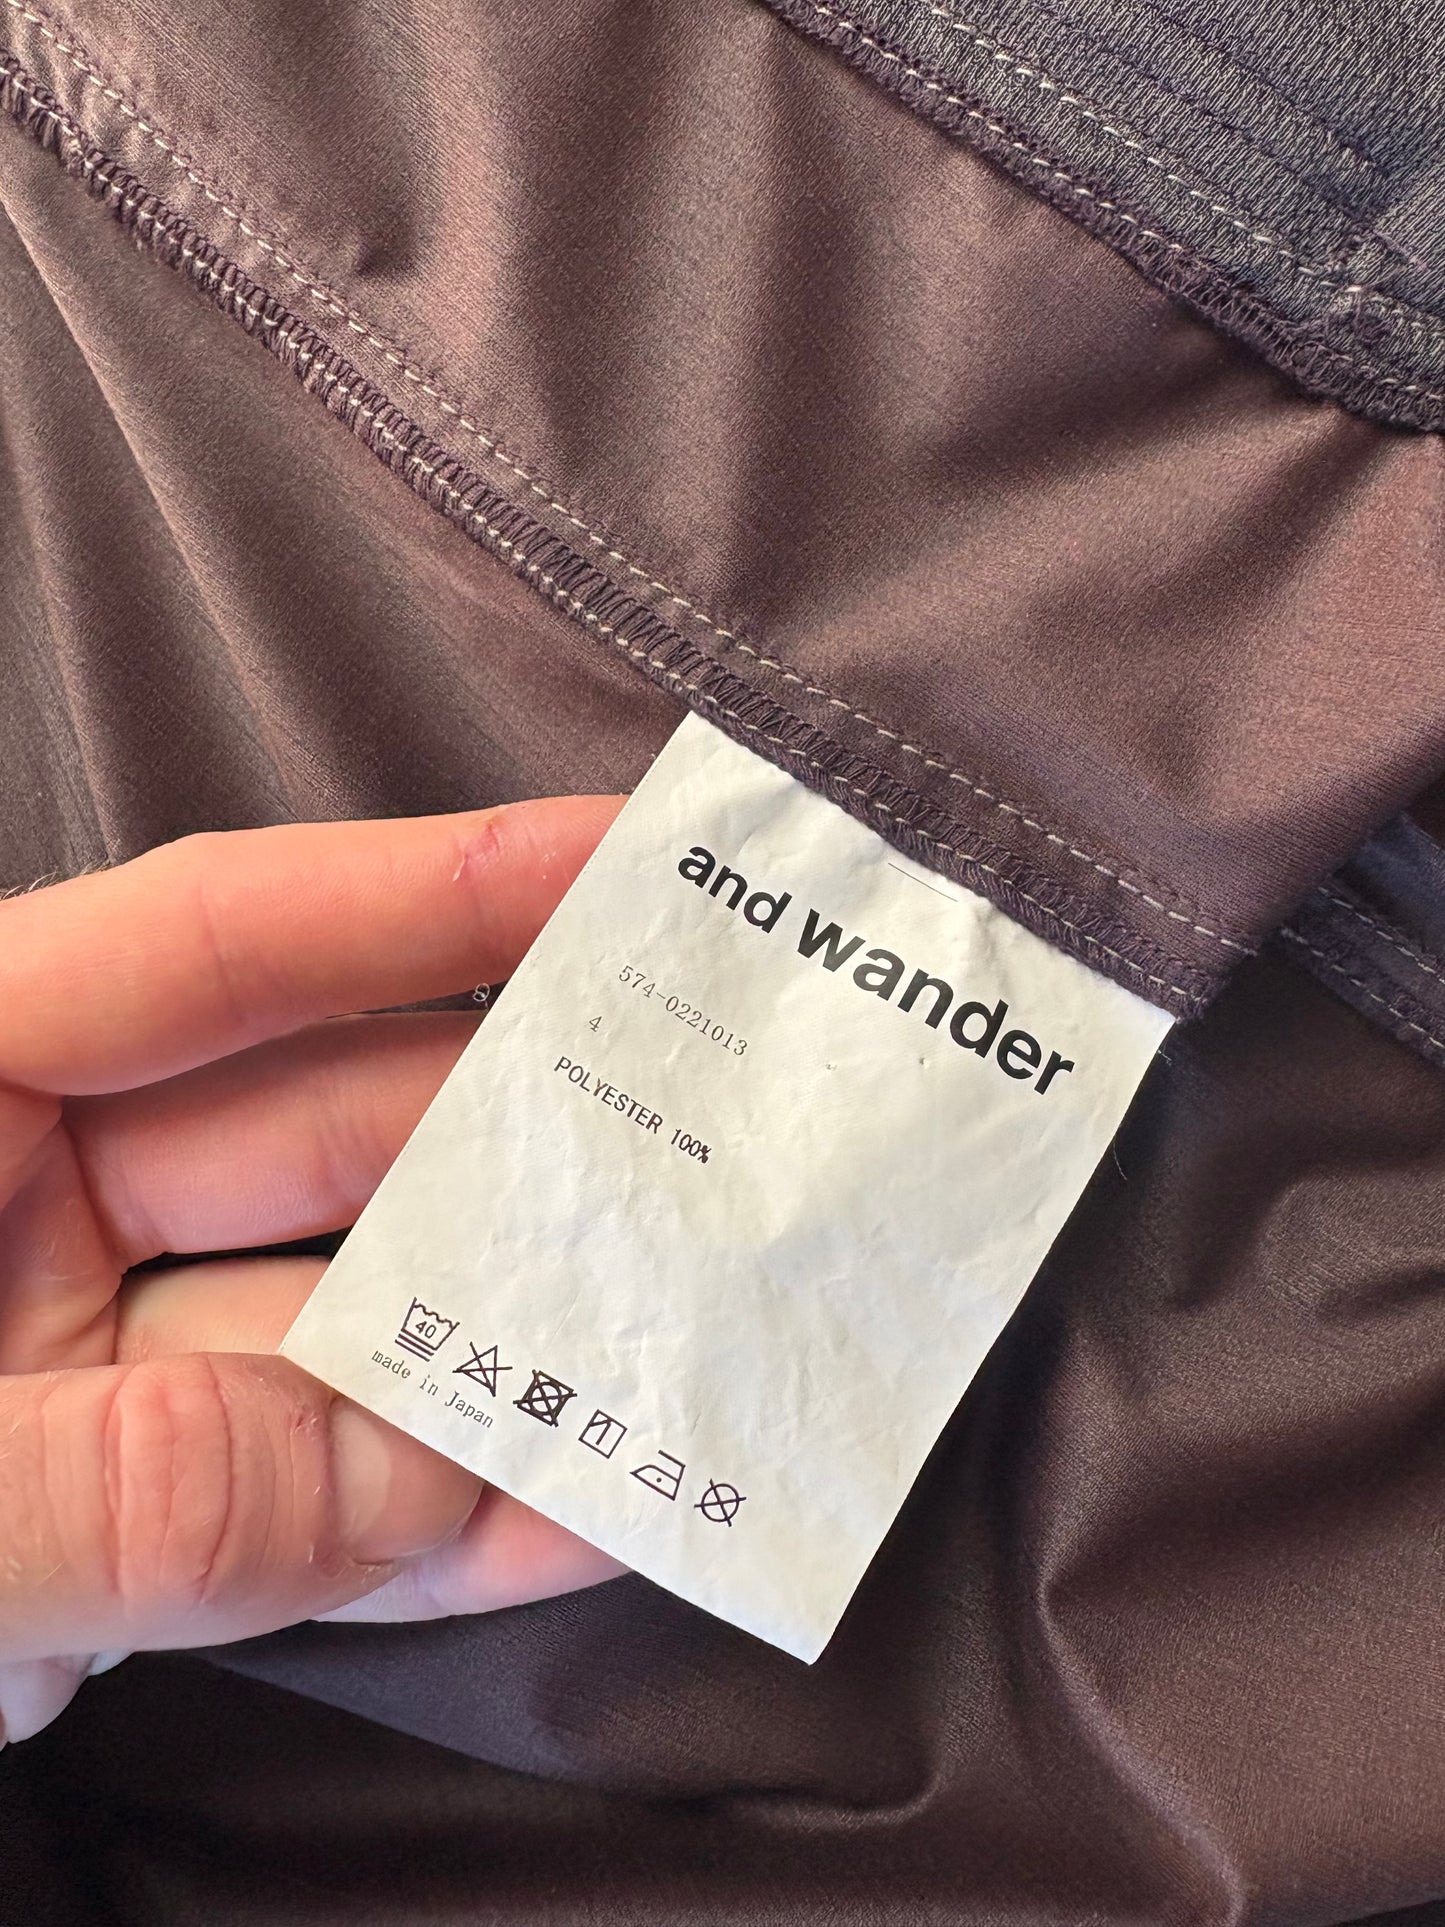 and wander
574-0221013
4
POLYESTER 100%
40
made in Japan